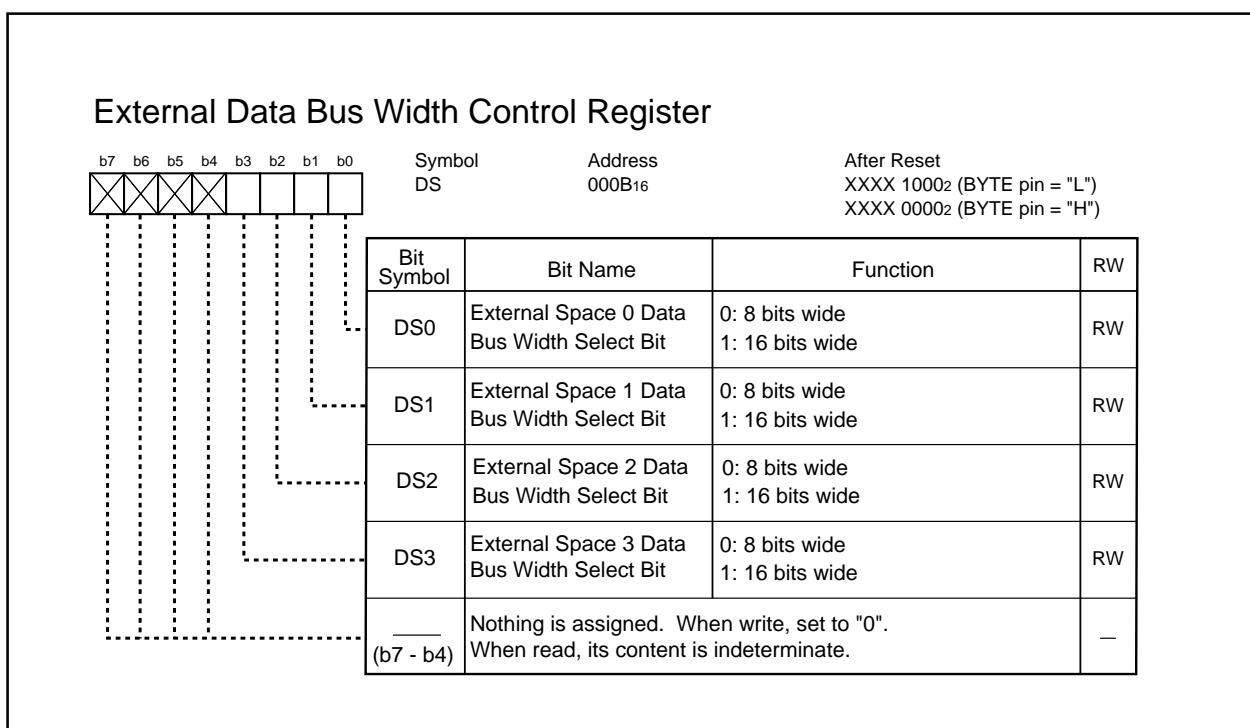 External Data Bus Width Control Register
b7 b6 b5 b4 b3 b2 b1 b0
Symbol Address After Reset
DS 000B16 XXXX 10002 (BYTE pin = "L")
XXXX 00002 (BYTE pin = "H")
Bit Symbol Bit Name Function RW
DS0 External Space 0 Data 0: 8 bits wide RW
Bus Width Select Bit 1: 16 bits wide
DS1 External Space 1 Data 0: 8 bits wide RW
Bus Width Select Bit 1: 16 bits wide
DS2 External Space 2 Data 0: 8 bits wide RW
Bus Width Select Bit 1: 16 bits wide
DS3 External Space 3 Data 0: 8 bits wide RW
Bus Width Select Bit 1: 16 bits wide
Nothing is assigned. When write, set to "0". —
(b7 - b4) When read, its content is indeterminate.